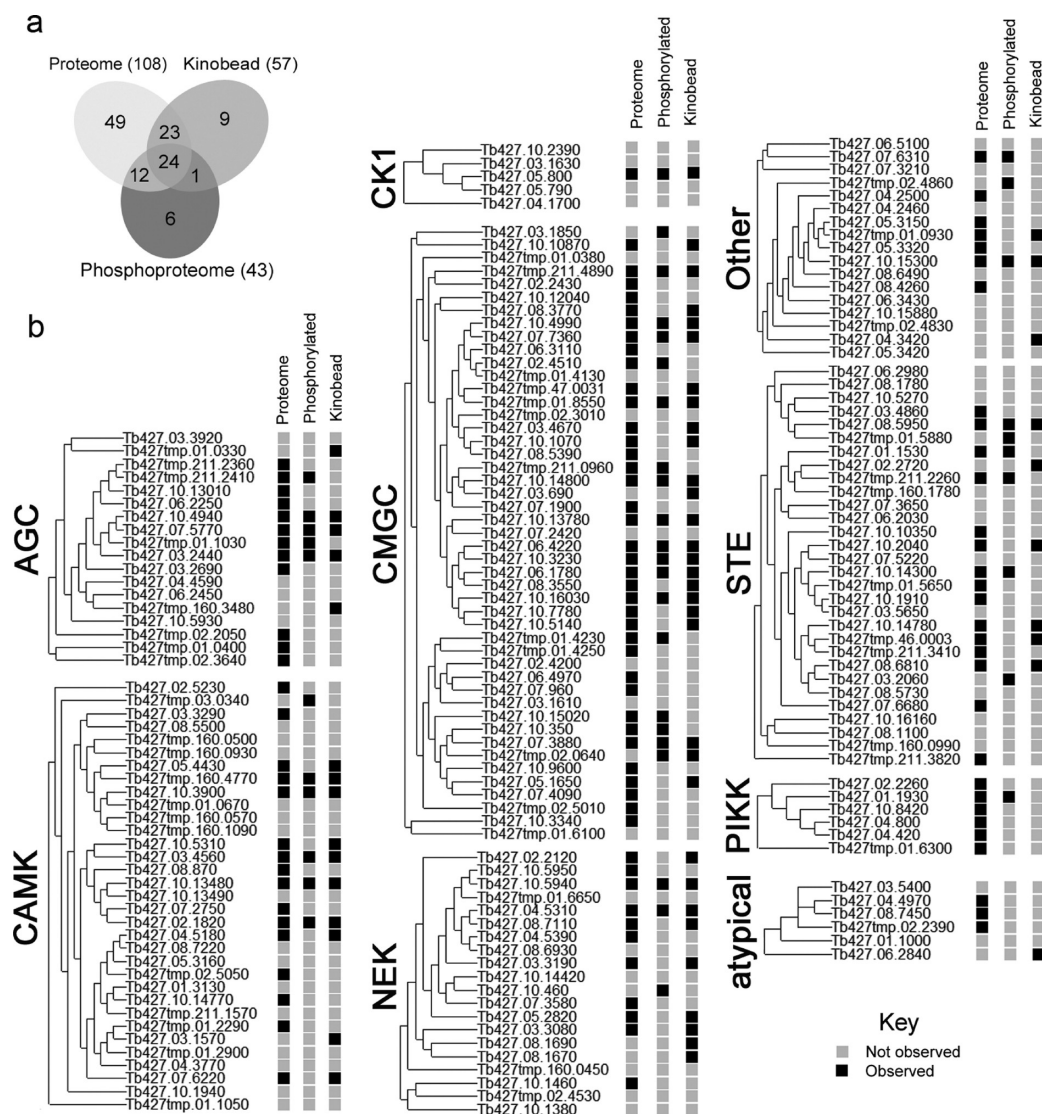 a
Proteome (108)
Kinobead (57)
49
23
9
24
12
1
6
Phosphoproteome (43)
b
Proteome
Phosphorylated
Kinobead
AGC
Tb427.03.3920
Tb427tmp.01.0330
Tb427tmp.211.2360
Tb427tmp.211.2410
Tb427.10.13010
Tb427.06.2250
Tb427.10.4940
Tb427.07.5770
Tb427tmp.01.1030
Tb427.03.2440
Tb427.03.2690
Tb427.04.4590
Tb427.06.2450
Tb427tmp.160.3480
Tb427.10.5930
Tb427tmp.02.2050
Tb427tmp.01.0400
Tb427tmp.02.3640
CAMK
Tb427.02.5230
Tb427tmp.03.0340
Tb427.03.3290
Tb427.08.5500
Tb427tmp.160.0500
Tb427tmp.160.0930
Tb427.05.4430
Tb427tmp.160.4770
Tb427.10.3900
Tb427tmp.01.0670
Tb427tmp.160.0570
Tb427tmp.160.1090
Tb427.10.5310
Tb427.03.4560
Tb427.08.870
Tb427.10.13480
Tb427.10.13490
Tb427.07.2750
Tb427.02.1820
Tb427.04.5180
Tb427.08.7220
Tb427.05.3160
Tb427tmp.02.5050
Tb427.01.3130
Tb427.10.14770
Tb427tmp.211.1570
Tb427tmp.01.2290
Tb427.03.1570
Tb427tmp.01.2900
Tb427.04.3770
Tb427.07.6220
Tb427.10.1940
Tb427tmp.01.1050
Proteome
Phosphorylated
Kinobead
CK1
Tb427.10.2390
Tb427.03.1630
Tb427.05.800
Tb427.05.790
Tb427.04.1700
CMGC
Tb427.03.1850
Tb427.10.10870
Tb427tmp.01.0380
Tb427tmp.211.4890
Tb427.02.2430
Tb427.10.12040
Tb427.08.3770
Tb427.10.4990
Tb427.07.7360
Tb427.06.3110
Tb427.02.4510
Tb427tmp.01.4130
Tb427tmp.47.0031
Tb427tmp.01.8550
Tb427tmp.02.3010
Tb427.03.4670
Tb427.10.1070
Tb427.08.5390
Tb427tmp.211.0960
Tb427.10.14800
Tb427.03.690
Tb427.07.1900
Tb427.10.13780
Tb427.07.2420
Tb427.06.4220
Tb427.10.3230
Tb427.06.1780
Tb427.08.3550
Tb427.10.16030
Tb427.10.7780
Tb427.10.5140
Tb427tmp.01.4230
Tb427tmp.01.4250
Tb427.02.4200
Tb427.06.4970
Tb427.07.960
Tb427.03.1610
Tb427.10.15020
Tb427.10.350
Tb427.07.3880
Tb427tmp.02.0640
Tb427.10.9600
Tb427.05.1650
Tb427.07.4090
Tb427tmp.02.5010
Tb427.10.3340
Tb427tmp.01.6100
NEK
Tb427.02.2120
Tb427.10.5950
Tb427.10.5940
Tb427tmp.01.6650
Tb427.04.5310
Tb427.08.7110
Tb427.04.5390
Tb427.08.6930
Tb427.03.3190
Tb427.10.14420
Tb427.10.460
Tb427.07.3580
Tb427.05.2820
Tb427.03.3080
Tb427.08.1690
Tb427.08.1670
Tb427tmp.160.0450
Tb427.10.1460
Tb427tmp.02.4530
Tb427.10.1380
Proteome
Phosphorylated
Kinobead
Other
Tb427.06.5100
Tb427.07.6310
Tb427.07.3210
Tb427tmp.02.4860
Tb427.04.2500
Tb427.04.2460
Tb427.05.3150
Tb427tmp.01.0930
Tb427.05.3320
Tb427.10.15300
Tb427.08.6490
Tb427.08.4260
Tb427.06.3430
Tb427.10.15880
Tb427tmp.02.4830
Tb427.04.3420
Tb427.05.3420
STE
Tb427.06.2980
Tb427.08.1780
Tb427.10.5270
Tb427.03.4860
Tb427.08.5950
Tb427tmp.01.5880
Tb427.01.1530
Tb427.02.2720
Tb427tmp.211.2260
Tb427tmp.160.1780
Tb427.07.3650
Tb427.06.2030
Tb427.10.10350
Tb427.10.2040
Tb427.07.5220
Tb427.10.14300
Tb427tmp.01.5650
Tb427.10.1910
Tb427.03.5650
Tb427.10.14780
Tb427tmp.46.0003
Tb427tmp.211.3410
Tb427.08.6810
Tb427.03.2060
Tb427.08.5730
Tb427.07.6680
Tb427.10.16160
Tb427.08.1100
Tb427tmp.160.0990
Tb427tmp.211.3820
PIKK
Tb427.02.2260
Tb427.01.1930
Tb427.10.8420
Tb427.04.800
Tb427.04.420
Tb427tmp.01.6300
atypical
Tb427.03.5400
Tb427.04.4970
Tb427.08.7450
Tb427tmp.02.2390
Tb427.01.1000
Tb427.06.2840
Key
Not observed
Observed